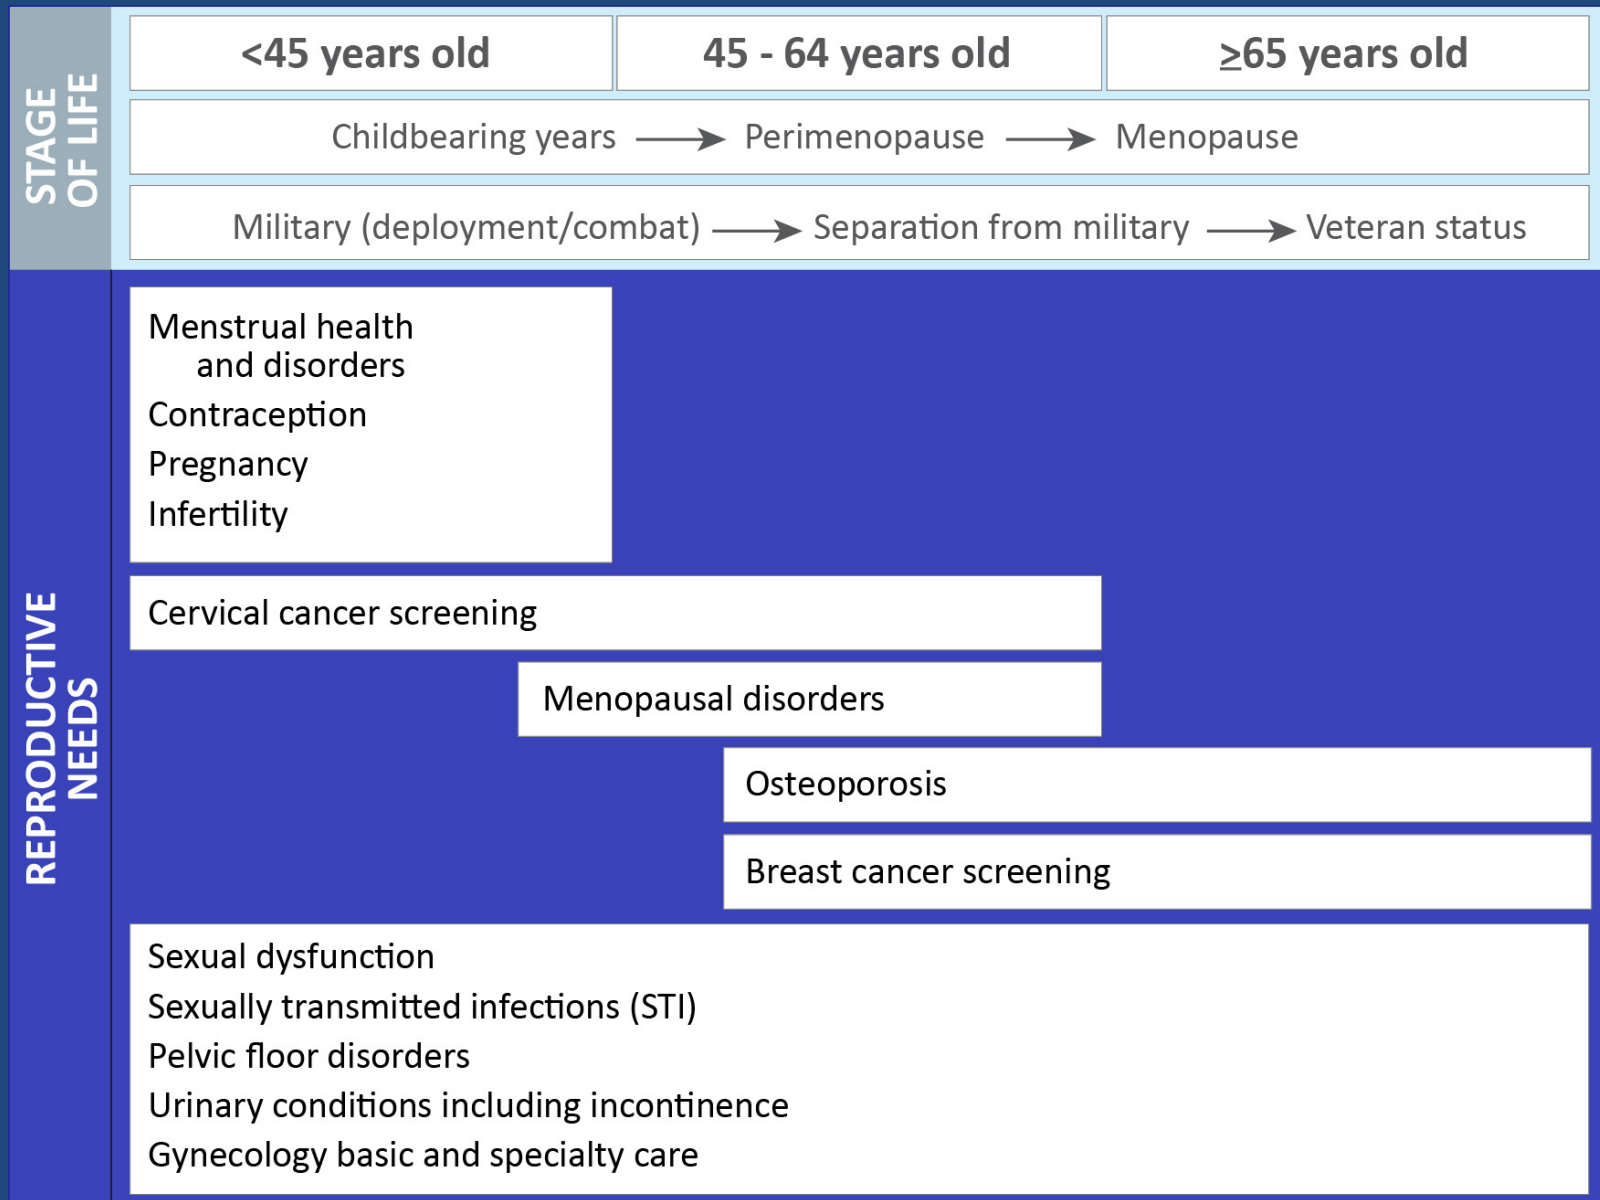 STAGE
OF LIFE
<45 years old
45 - 64 years old
≥65 years old
Childbearing years → Perimenopause → Menopause
Military (deployment/combat) → Separation from military → Veteran status
REPRODUCTIVE
NEEDS
Menstrual health
and disorders
Contraception
Pregnancy
Infertility
Cervical cancer screening
Menopausal disorders
Osteoporosis
Breast cancer screening
Sexual dysfunction
Sexually transmitted infections (STI)
Pelvic floor disorders
Urinary conditions including incontinence
Gynecology basic and specialty care